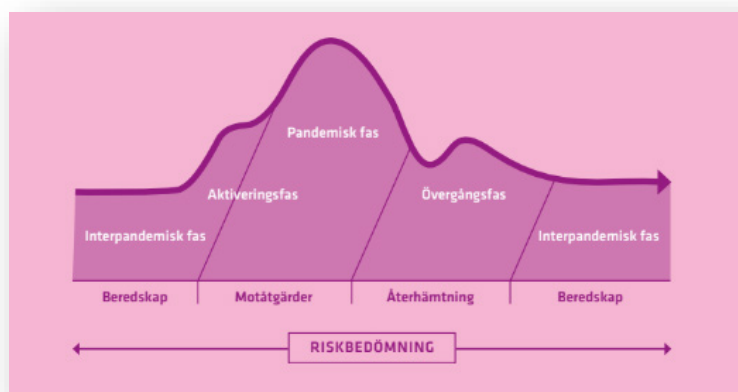 Pandemisk fas
Aktiveringsfas
Övergångsfas
Interpandemisk fas
Interpandemisk fas
Beredskap
Motåtgärder
Återhämtning
Beredskap
RISKBEDÖMNING